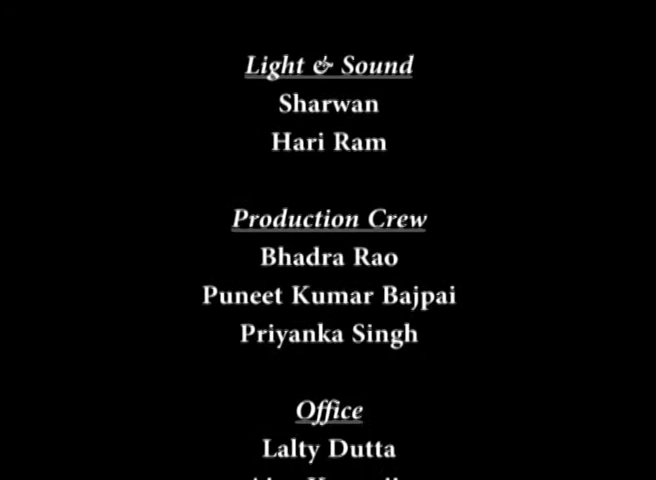 Light & Sound
Sharwan
Hari Ram
Production Crew
Bhadra Rao
Puneet Kumar Bajpai
Priyanka Singh
Office
Lalty Dutta